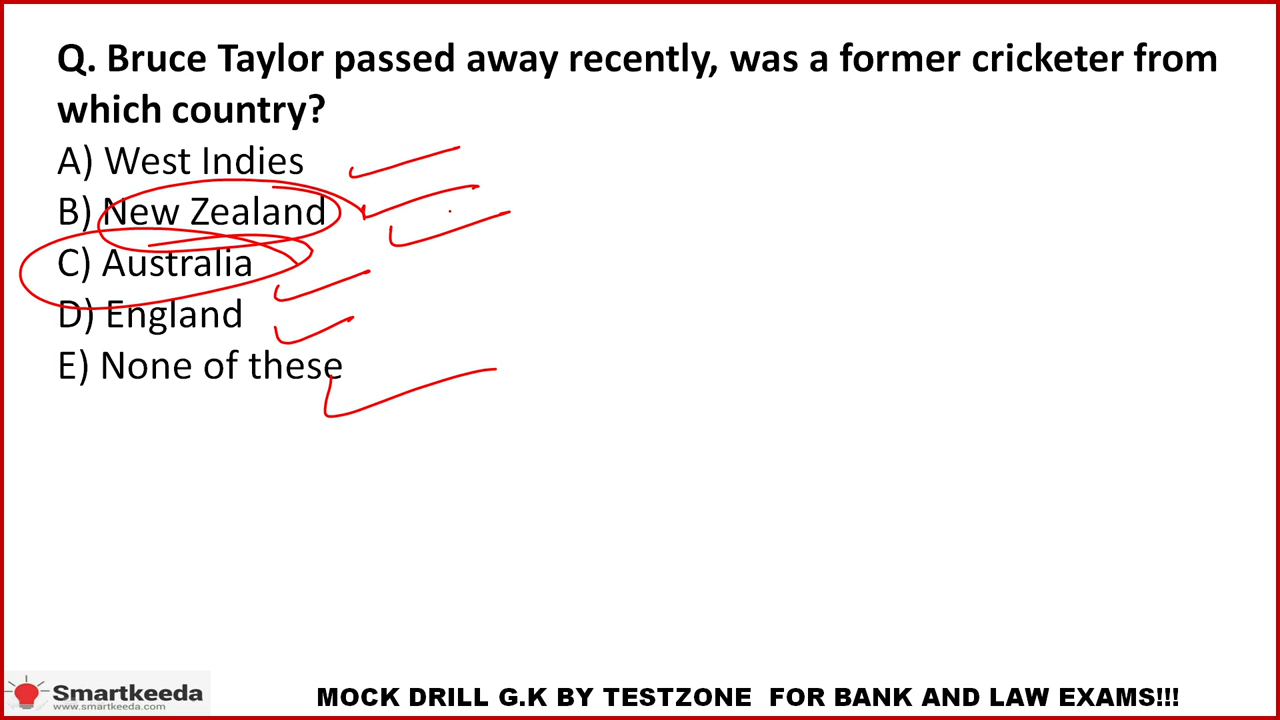 Q. Bruce Taylor passed away recently, was a former cricketer from
which country?
A) West Indies
B) New Zealand
C) Australia
D) England
E) None of these
Smartkeeda
www.smartkeeda.com
MOCK DRILL G.K BY TESTZONE FOR BANK AND LAW EXAMS!!!